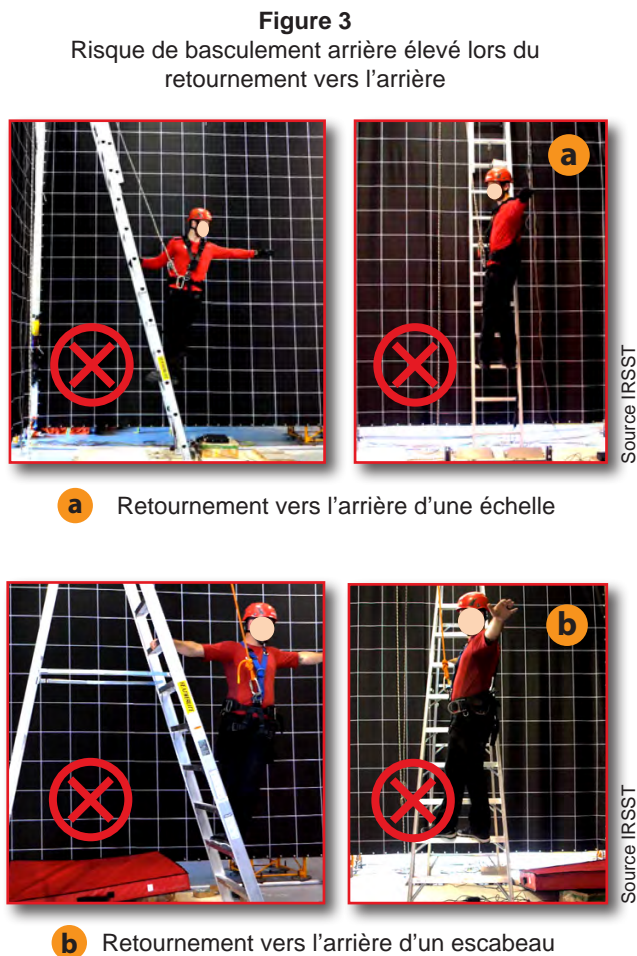 Figure 3
Risque de basculement arrière élevé lors du
retournement vers l'arrière
a
Source IRSST
a Retournement vers l'arrière d'une échelle
FEATHERLITE
b
Source IRSST
b Retournement vers l'arrière d'un escabeau